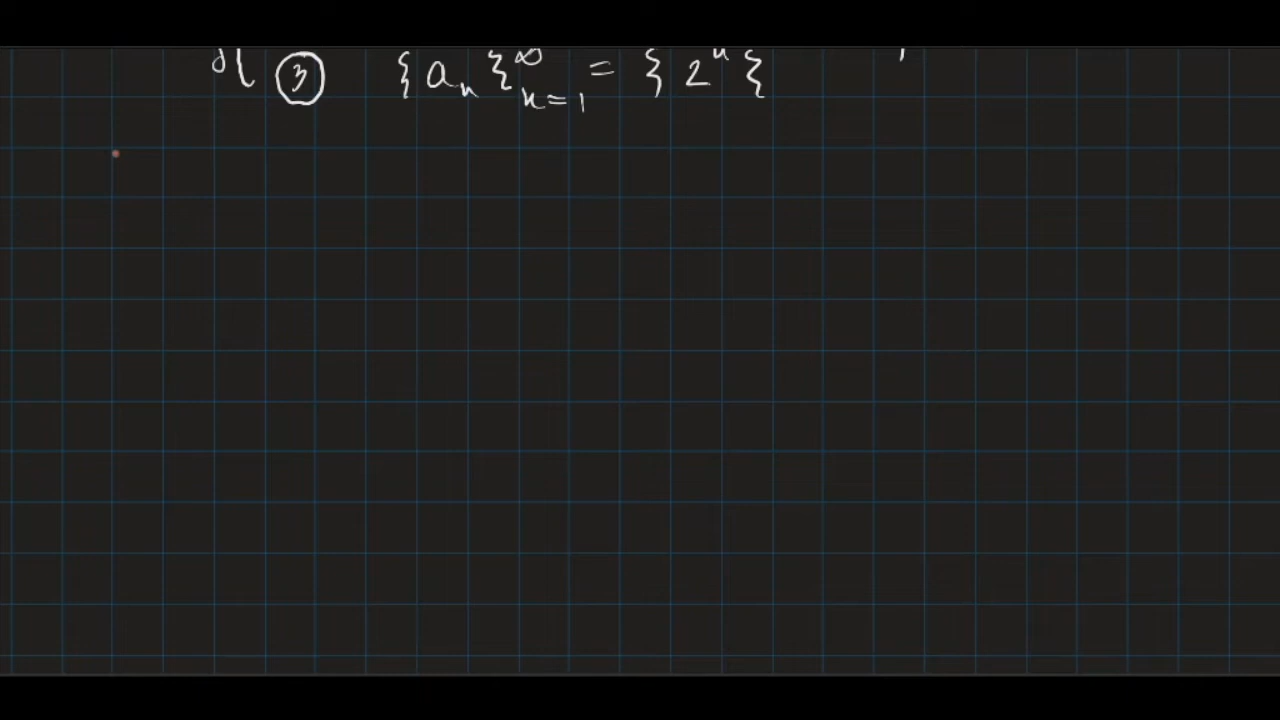 ③ {aₙ}^∞_{n=1} = {2ⁿ}